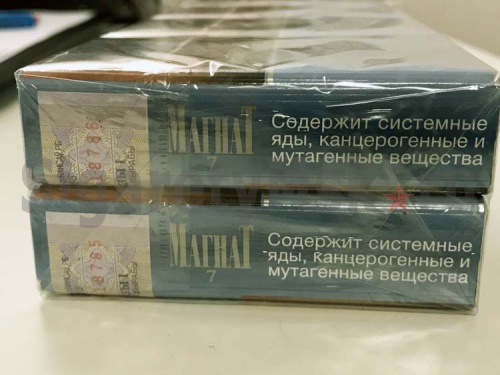 МАГНАТ
7
Содержит системные
яды, канцерогенные и
мутагенные вещества
МАГНАТ
7
Содержит системные
яды, канцерогенные и
мутагенные вещества